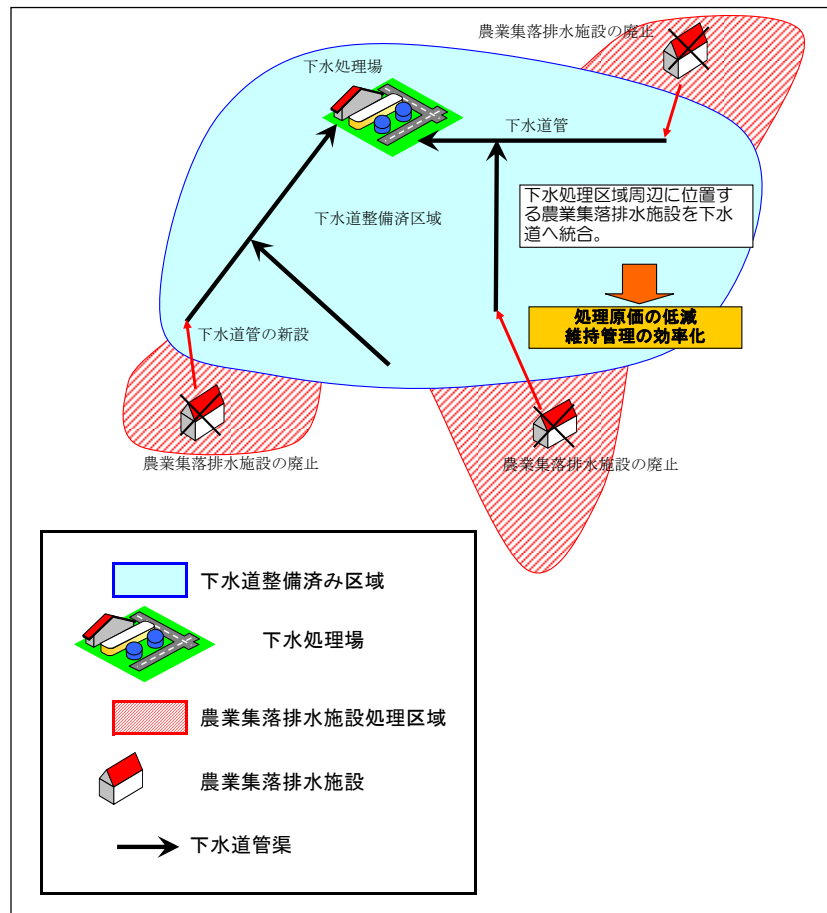 農業集落排水施設の廃止
下水処理場
下水道管
下水処理区域周辺に位置す
る農業集落排水施設を下水
道へ統合。
下水道整備済区域
処理原価の低減
維持管理の効率化
下水道管の新設
農業集落排水施設の廃止
農業集落排水施設の廃止
下水道整備済み区域
下水処理場
農業集落排水施設処理区域
農業集落排水施設
下水道管渠